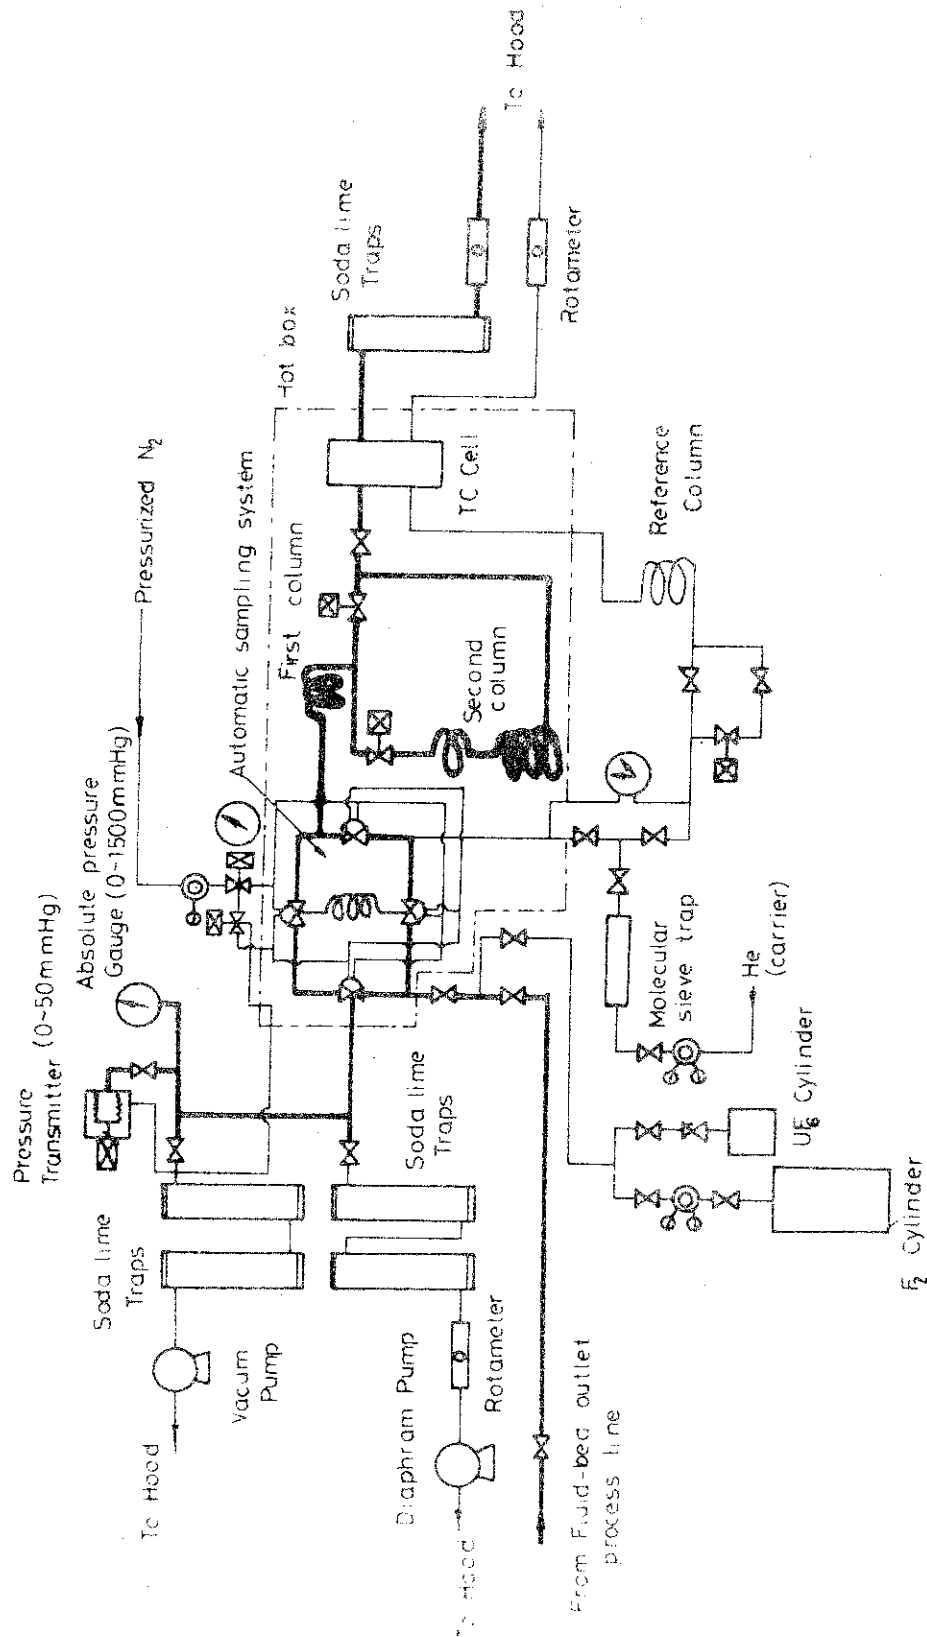 To Hood
Soda lime
Traps
Rotameter
Hot box
Pressurized N₂
Automatic sampling system
First column
TC Cell
Reference
Column
Second
column
Absolute pressure
Gauge (0~1500mmHg)
Pressure
Transmitter (0~50mmHg)
Molecular
sieve trap
He
(carrier)
Soda lime
Traps
UF₆ Cylinder
F₂ Cylinder
Soda lime
Traps
Vacum
Pump
To Hood
Diaphram Pump
Rotameter
To Hood
From Fluid-bed outlet
process line